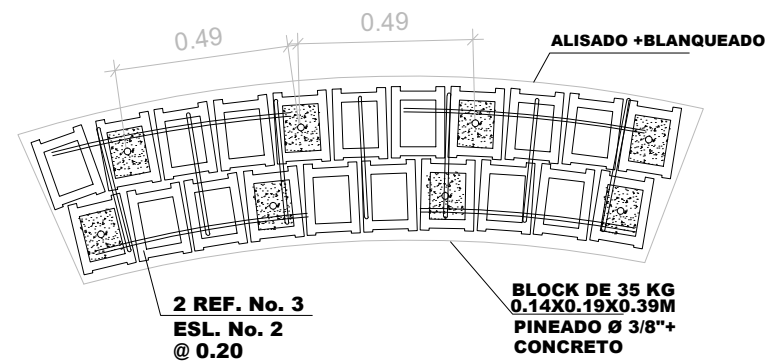 0.49
0.49
ALISADO +BLANQUEADO
2 REF. No. 3
ESL. No. 2
@ 0.20
BLOCK DE 35 KG
0.14X0.19X0.39M
PINEADO Ø 3/8"+
CONCRETO